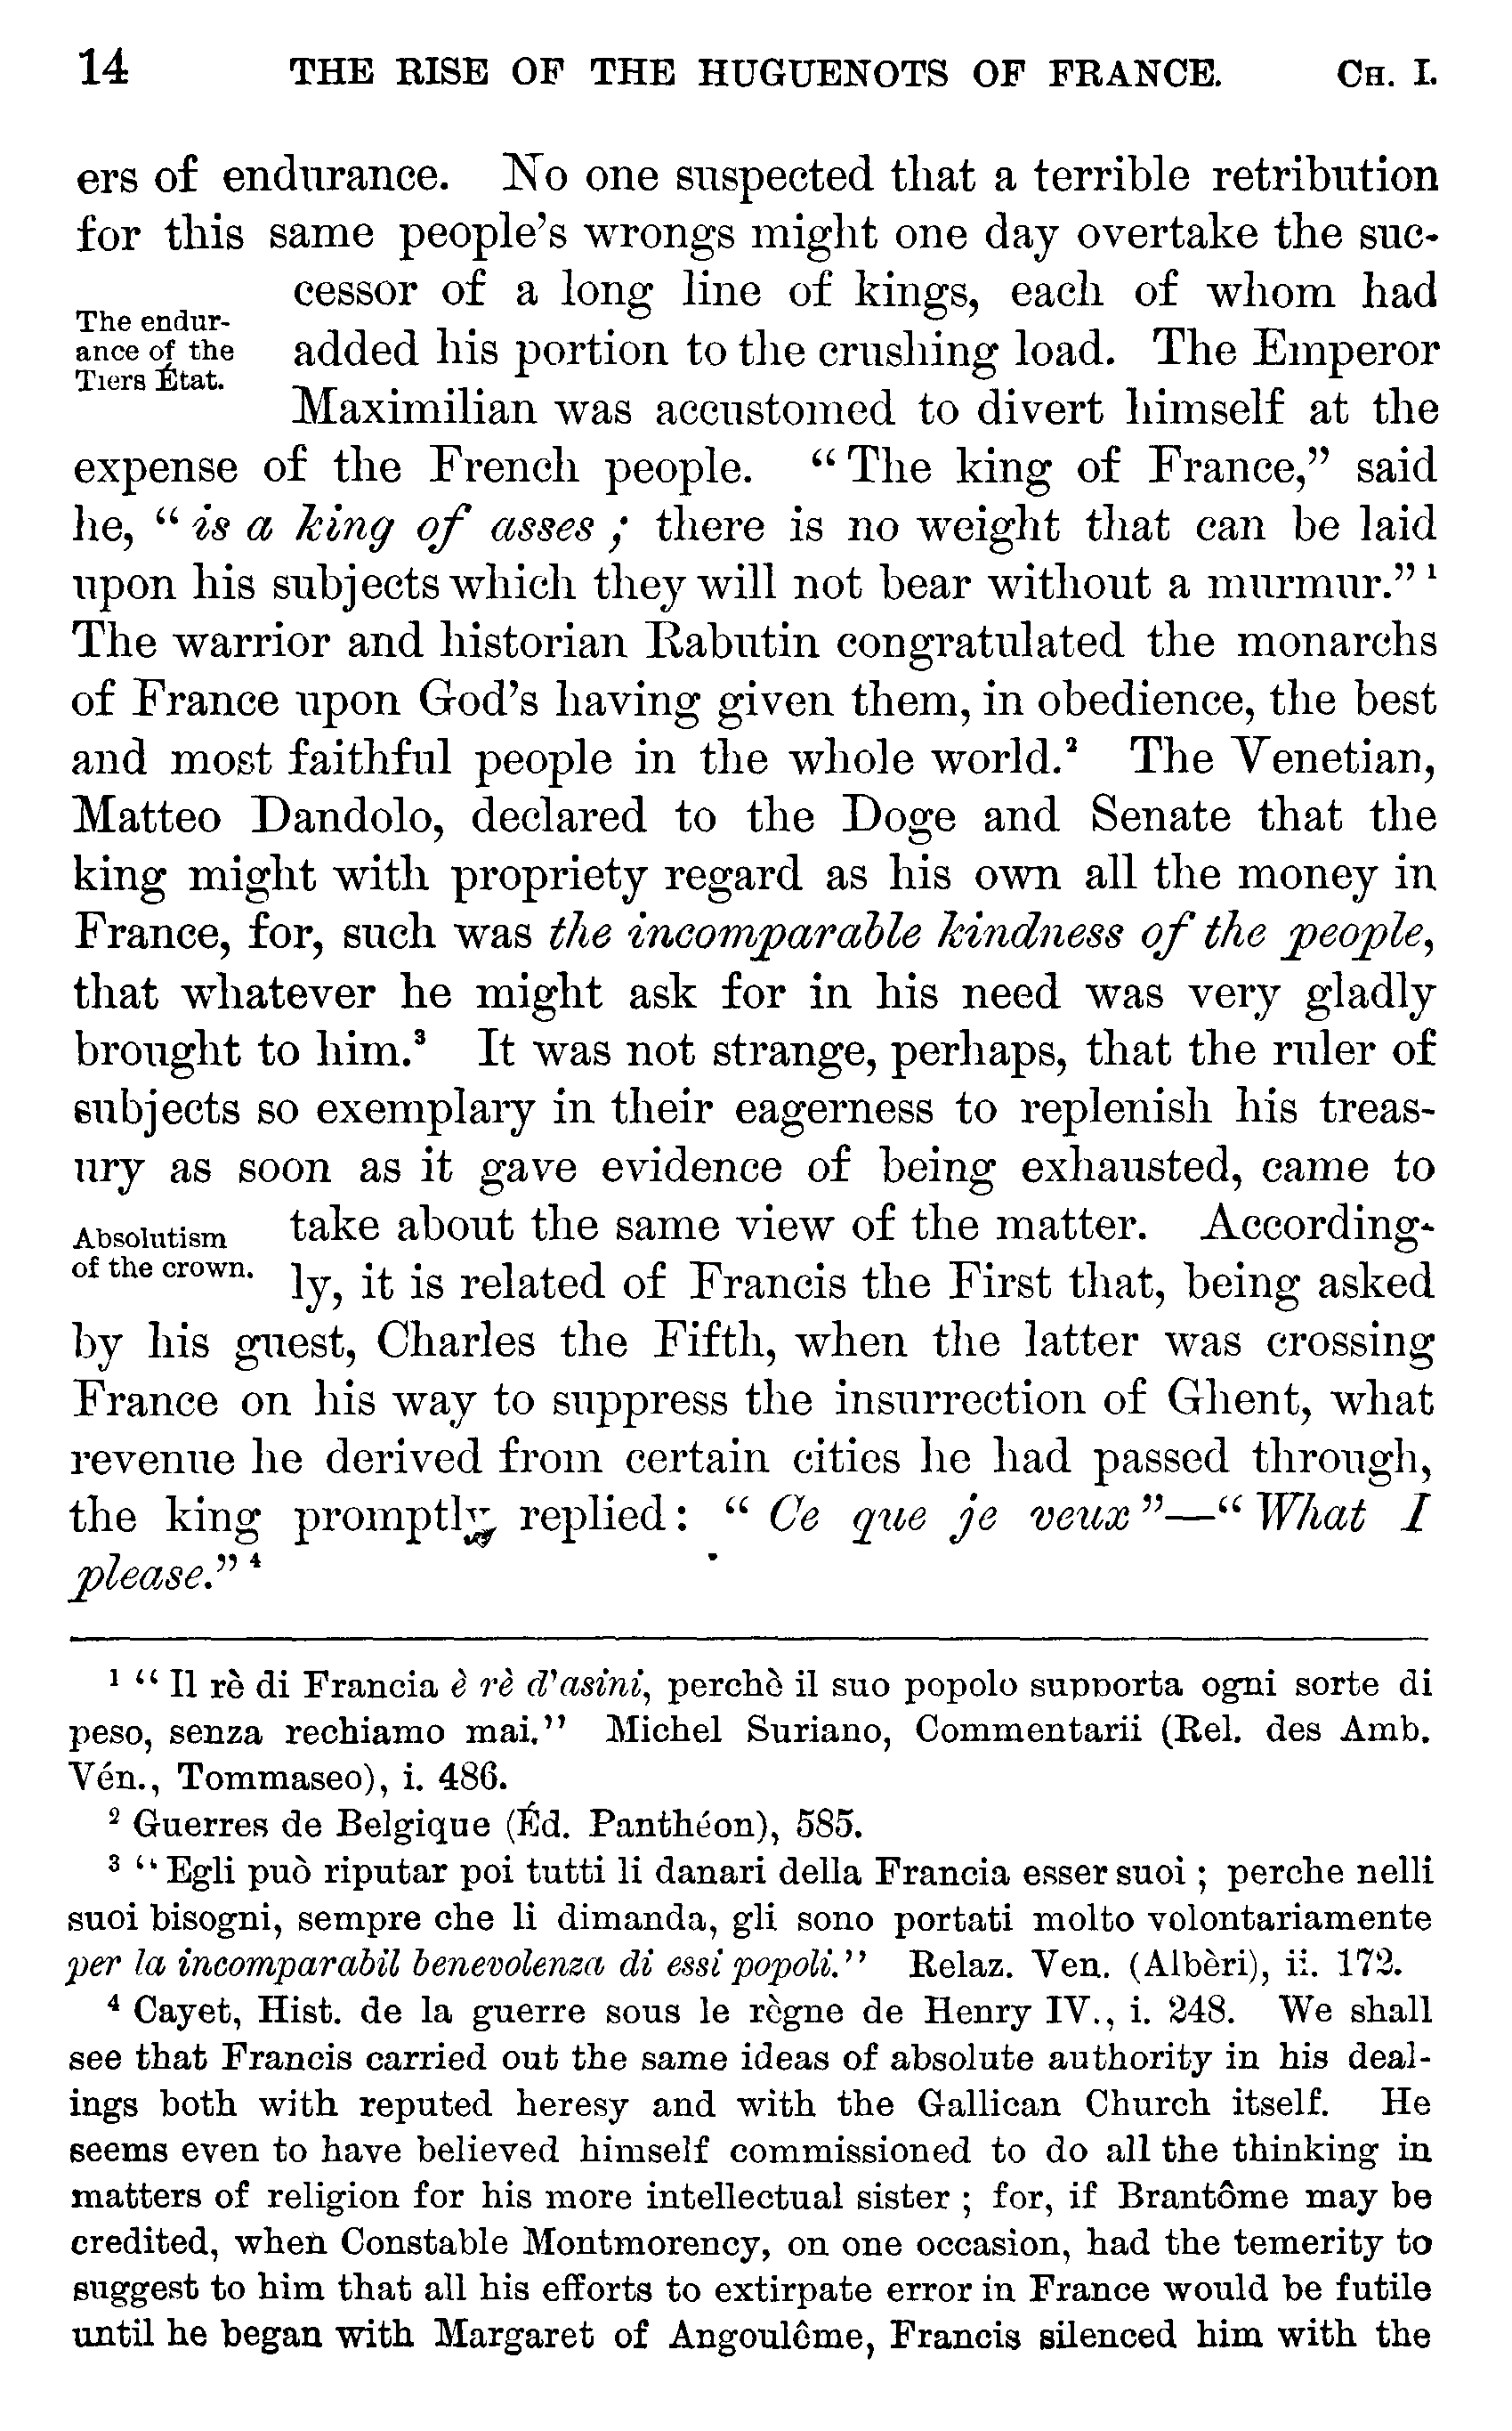 14 THE RISE OF THE HUGUENOTS OF FRANCE. CH. I.
ers of endurance. No one suspected that a terrible retribution
for this same people's wrongs might one day overtake the suc-
cessor of a long line of kings, each of whom had
The endur-
ance of the
Tiers État.
added his portion to the crushing load. The Emperor
Maximilian was accustomed to divert himself at the
expense of the French people. "The king of France," said
he, "is a king of asses; there is no weight that can be laid
upon his subjects which they will not bear without a murmur." ¹
The warrior and historian Rabutin congratulated the monarchs
of France upon God's having given them, in obedience, the best
and most faithful people in the whole world.² The Venetian,
Matteo Dandolo, declared to the Doge and Senate that the
king might with propriety regard as his own all the money in
France, for, such was the incomparable kindness of the people,
that whatever he might ask for in his need was very gladly
brought to him.³ It was not strange, perhaps, that the ruler of
subjects so exemplary in their eagerness to replenish his treas-
ury as soon as it gave evidence of being exhausted, came to
Absolutism
of the crown.
take about the same view of the matter. According-
ly, it is related of Francis the First that, being asked
by his guest, Charles the Fifth, when the latter was crossing
France on his way to suppress the insurrection of Ghent, what
revenue he derived from certain cities he had passed through,
the king promptly replied: "Ce que je veux"—"What I
please." ⁴
¹ "Il rè di Francia è rè d'asini, perchè il suo popolo supporta ogni sorte di
peso, senza rechiamo mai." Michel Suriano, Commentarii (Rel. des Amb.
Vén., Tommaseo), i. 486.
² Guerres de Belgique (Éd. Panthéon), 585.
³ "Egli può riputar poi tutti li danari della Francia esser suoi; perche nelli
suoi bisogni, sempre che li dimanda, gli sono portati molto volontariamente
per la incomparabil benevolenza di essi popoli." Relaz. Ven. (Albèri), ii. 172.
⁴ Cayet, Hist. de la guerre sous le règne de Henry IV., i. 248. We shall
see that Francis carried out the same ideas of absolute authority in his deal-
ings both with reputed heresy and with the Gallican Church itself. He
seems even to have believed himself commissioned to do all the thinking in
matters of religion for his more intellectual sister; for, if Brantôme may be
credited, when Constable Montmorency, on one occasion, had the temerity to
suggest to him that all his efforts to extirpate error in France would be futile
until he began with Margaret of Angoulême, Francis silenced him with the